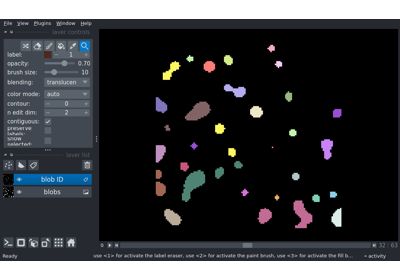 File View Plugins Window Help
layer controls
label: 1
opacity: 0.70
brush size: 10
blending: translucen
color mode: auto
contour: 0
n edit dim: 2
contiguous:
preserve labels:
show selected:
layer list
blob ID
blobs
32 63
Ready
use <1> for activate the label eraser, use <2> for activate the paint brush, use <3> for activate the fill b...
activity